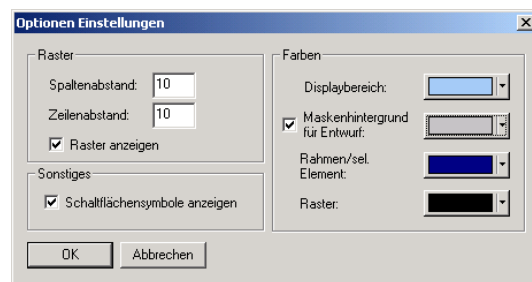 Optionen Einstellungen
Raster
Spaltenabstand: 10
Zeilenabstand: 10
Raster anzeigen
Sonstiges
Schaltflächensymbole anzeigen
Farben
Displaybereich:
Maskenhintergrund
für Entwurf:
Rahmen/sel.
Element:
Raster:
OK
Abbrechen